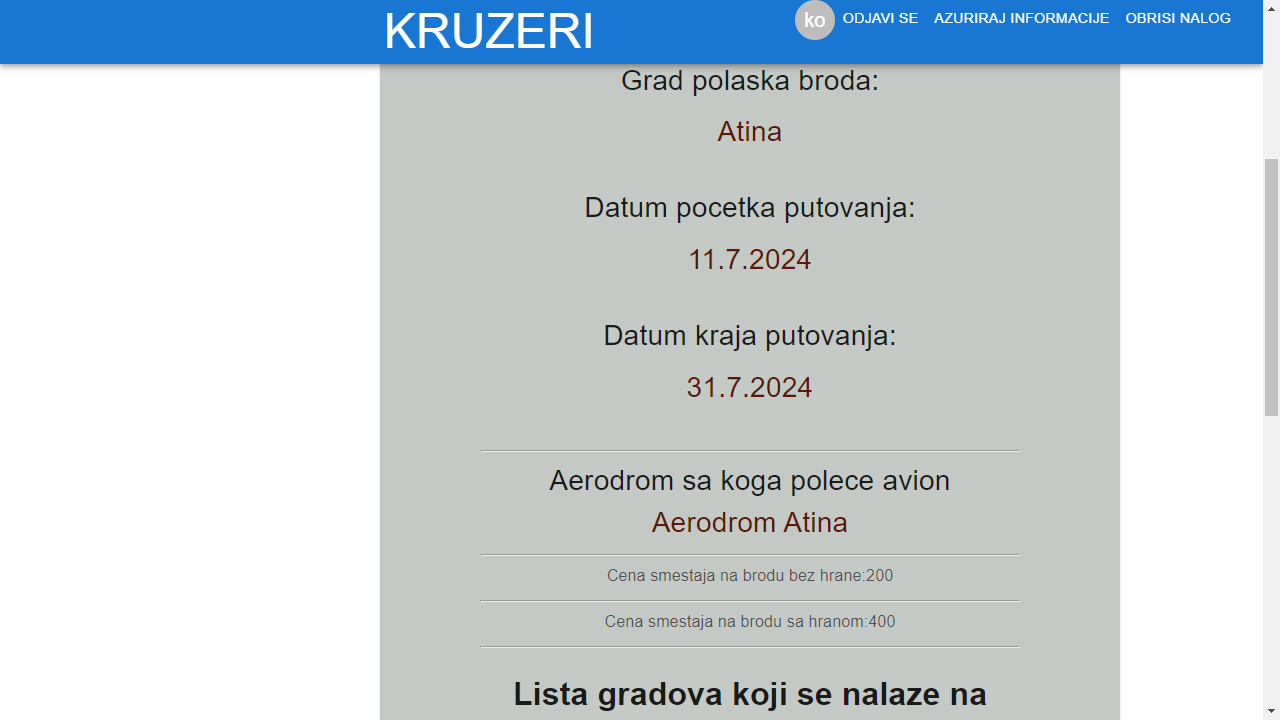 KRUZERI
ko ODJAVI SE AZURIRAJ INFORMACIJE OBRISI NALOG
Grad polaska broda:
Atina
Datum pocetka putovanja:
11.7.2024
Datum kraja putovanja:
31.7.2024
Aerodrom sa koga polece avion
Aerodrom Atina
Cena smestaja na brodu bez hrane:200
Cena smestaja na brodu sa hranom:400
Lista gradova koji se nalaze na